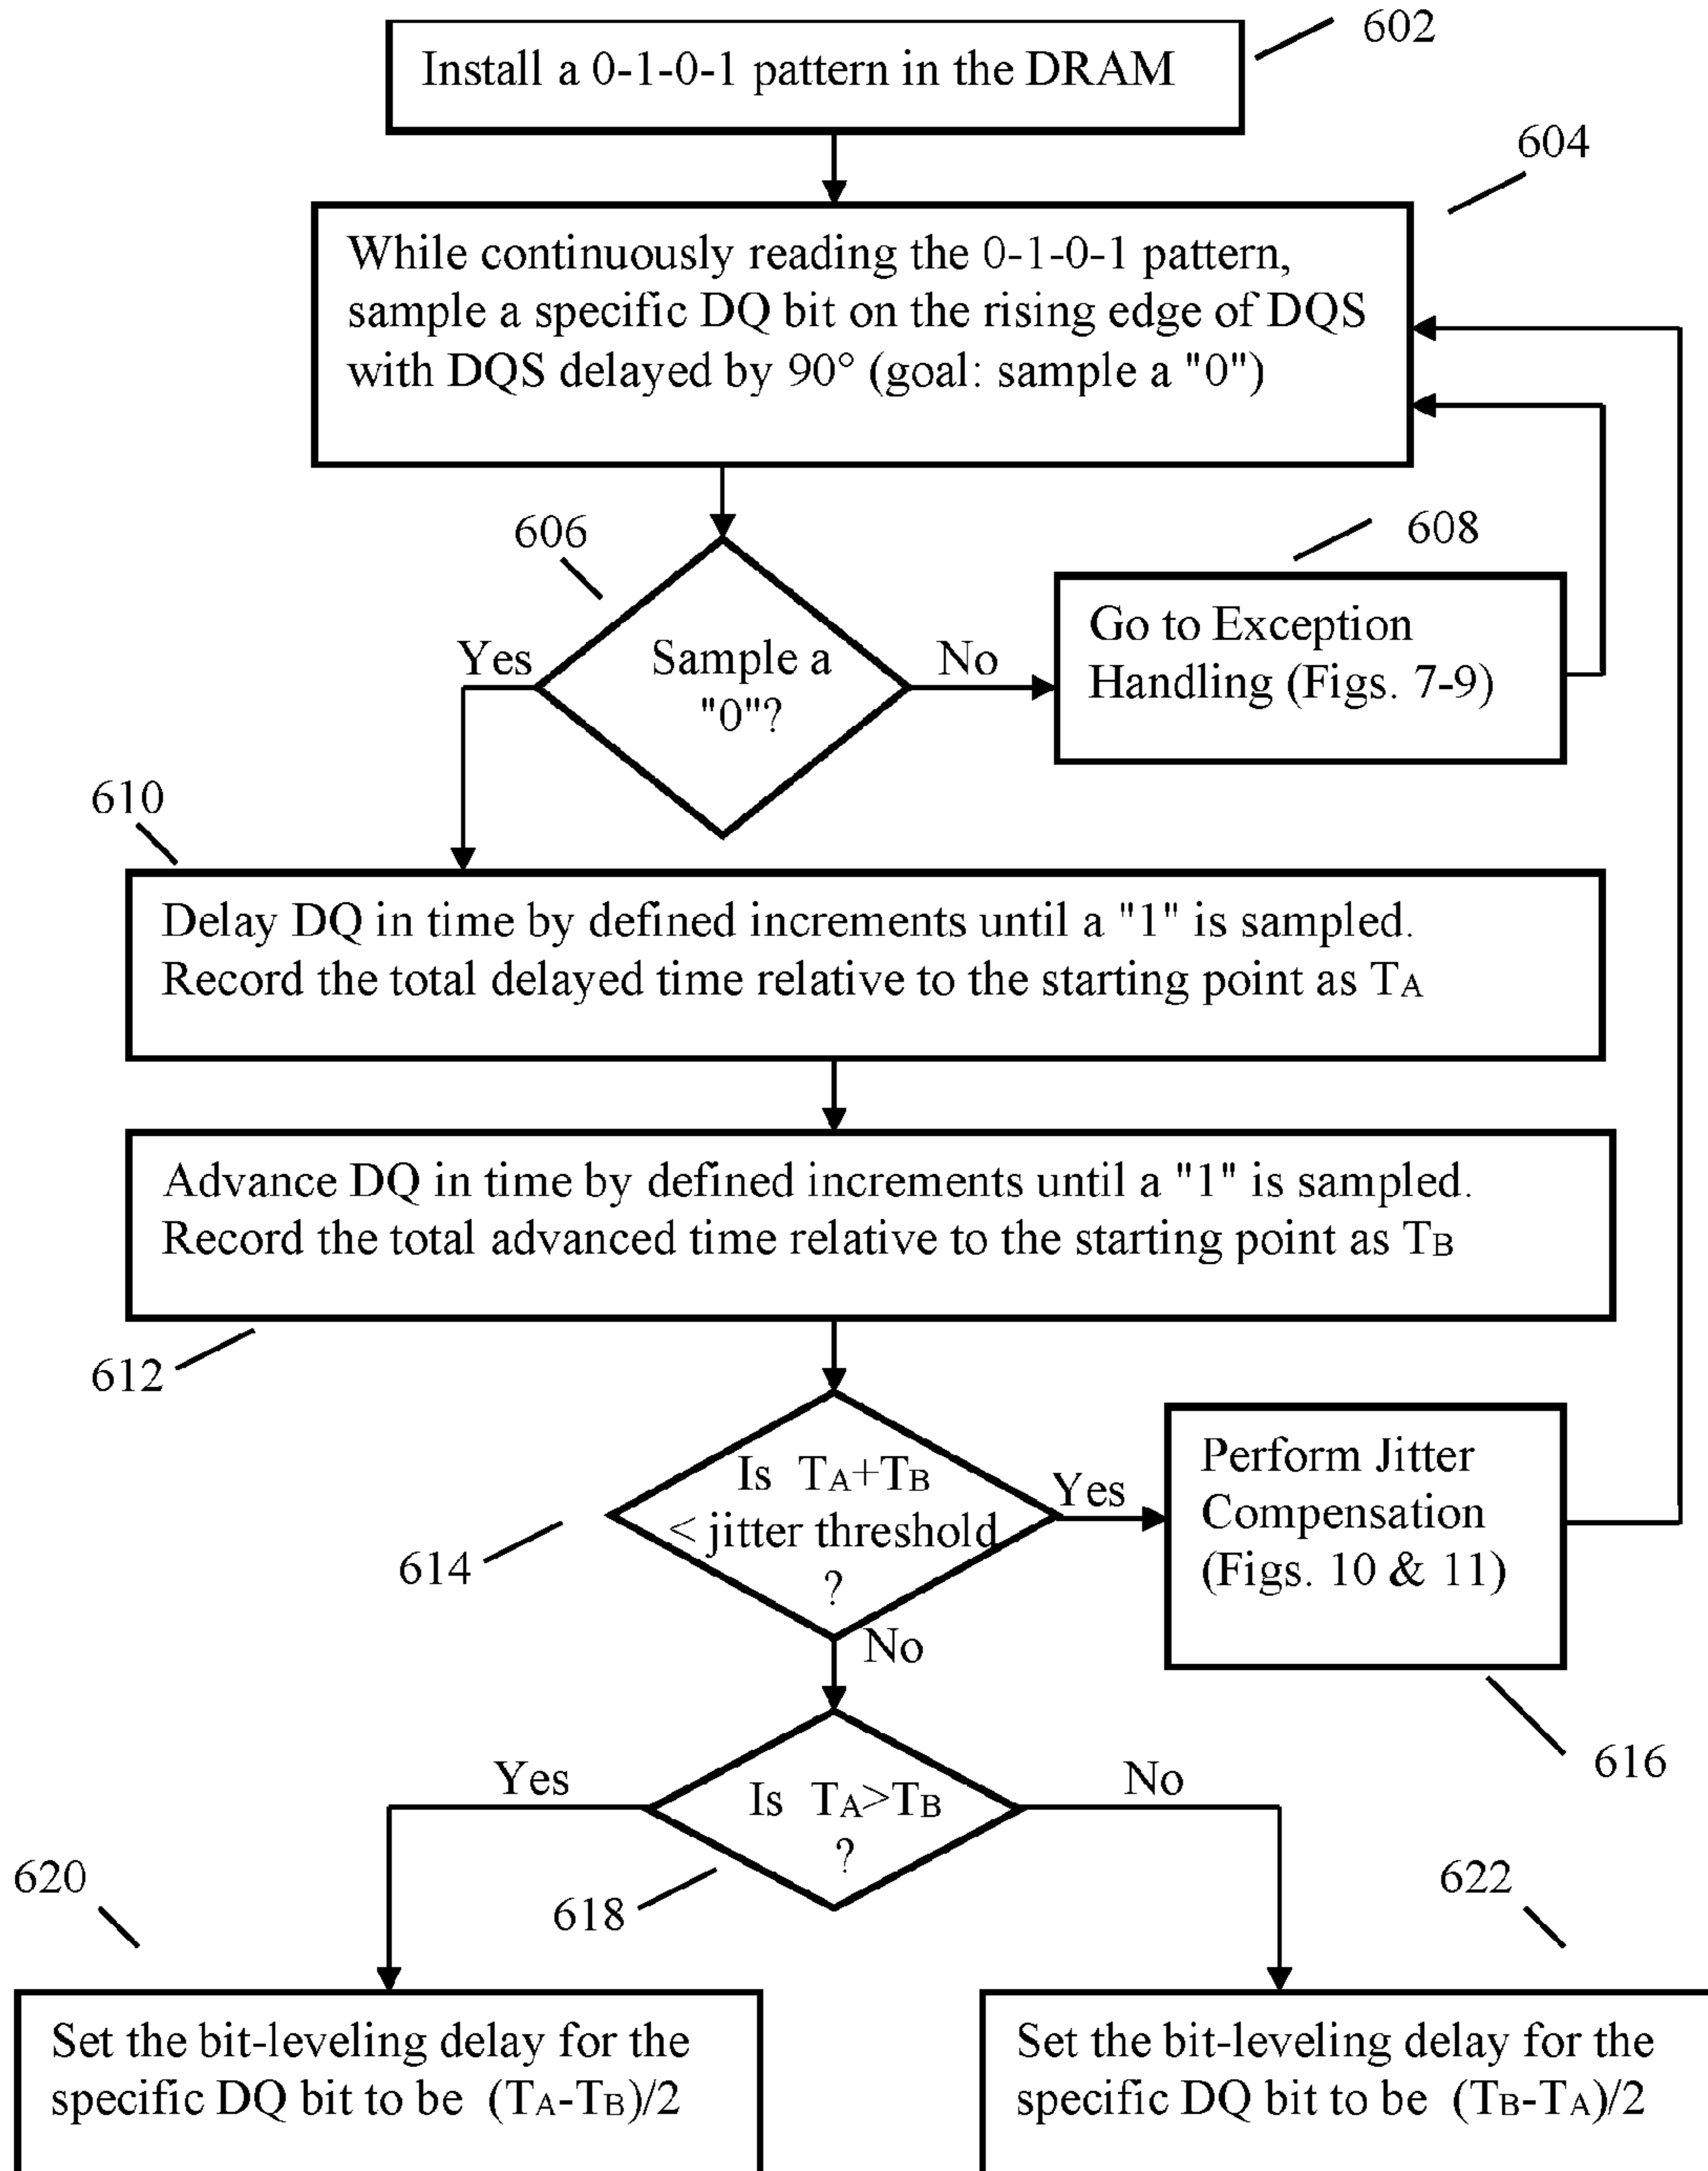 602
Install a 0-1-0-1 pattern in the DRAM
604
While continuously reading the 0-1-0-1 pattern,
sample a specific DQ bit on the rising edge of DQS
with DQS delayed by 90° (goal: sample a "0")
606
608
Yes
Sample a
"0"?
No
Go to Exception
Handling (Figs. 7-9)
610
Delay DQ in time by defined increments until a "1" is sampled.
Record the total delayed time relative to the starting point as TA
Advance DQ in time by defined increments until a "1" is sampled.
Record the total advanced time relative to the starting point as TB
612
Is TA+TB
< jitter threshold
?
Yes
Perform Jitter
Compensation
(Figs. 10 & 11)
614
No
616
Yes
Is TA>TB
?
No
618
620
622
Set the bit-leveling delay for the
specific DQ bit to be (TA-TB)/2
Set the bit-leveling delay for the
specific DQ bit to be (TB-TA)/2